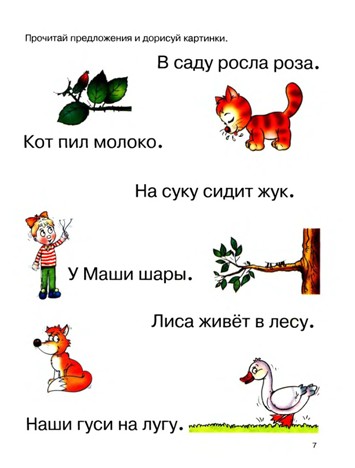 Прочитай предложения и дорисуй картинки.
В саду росла роза.
Кот пил молоко.
На суку сидит жук.
У Маши шары.
Лиса живёт в лесу.
Наши гуси на лугу.
7